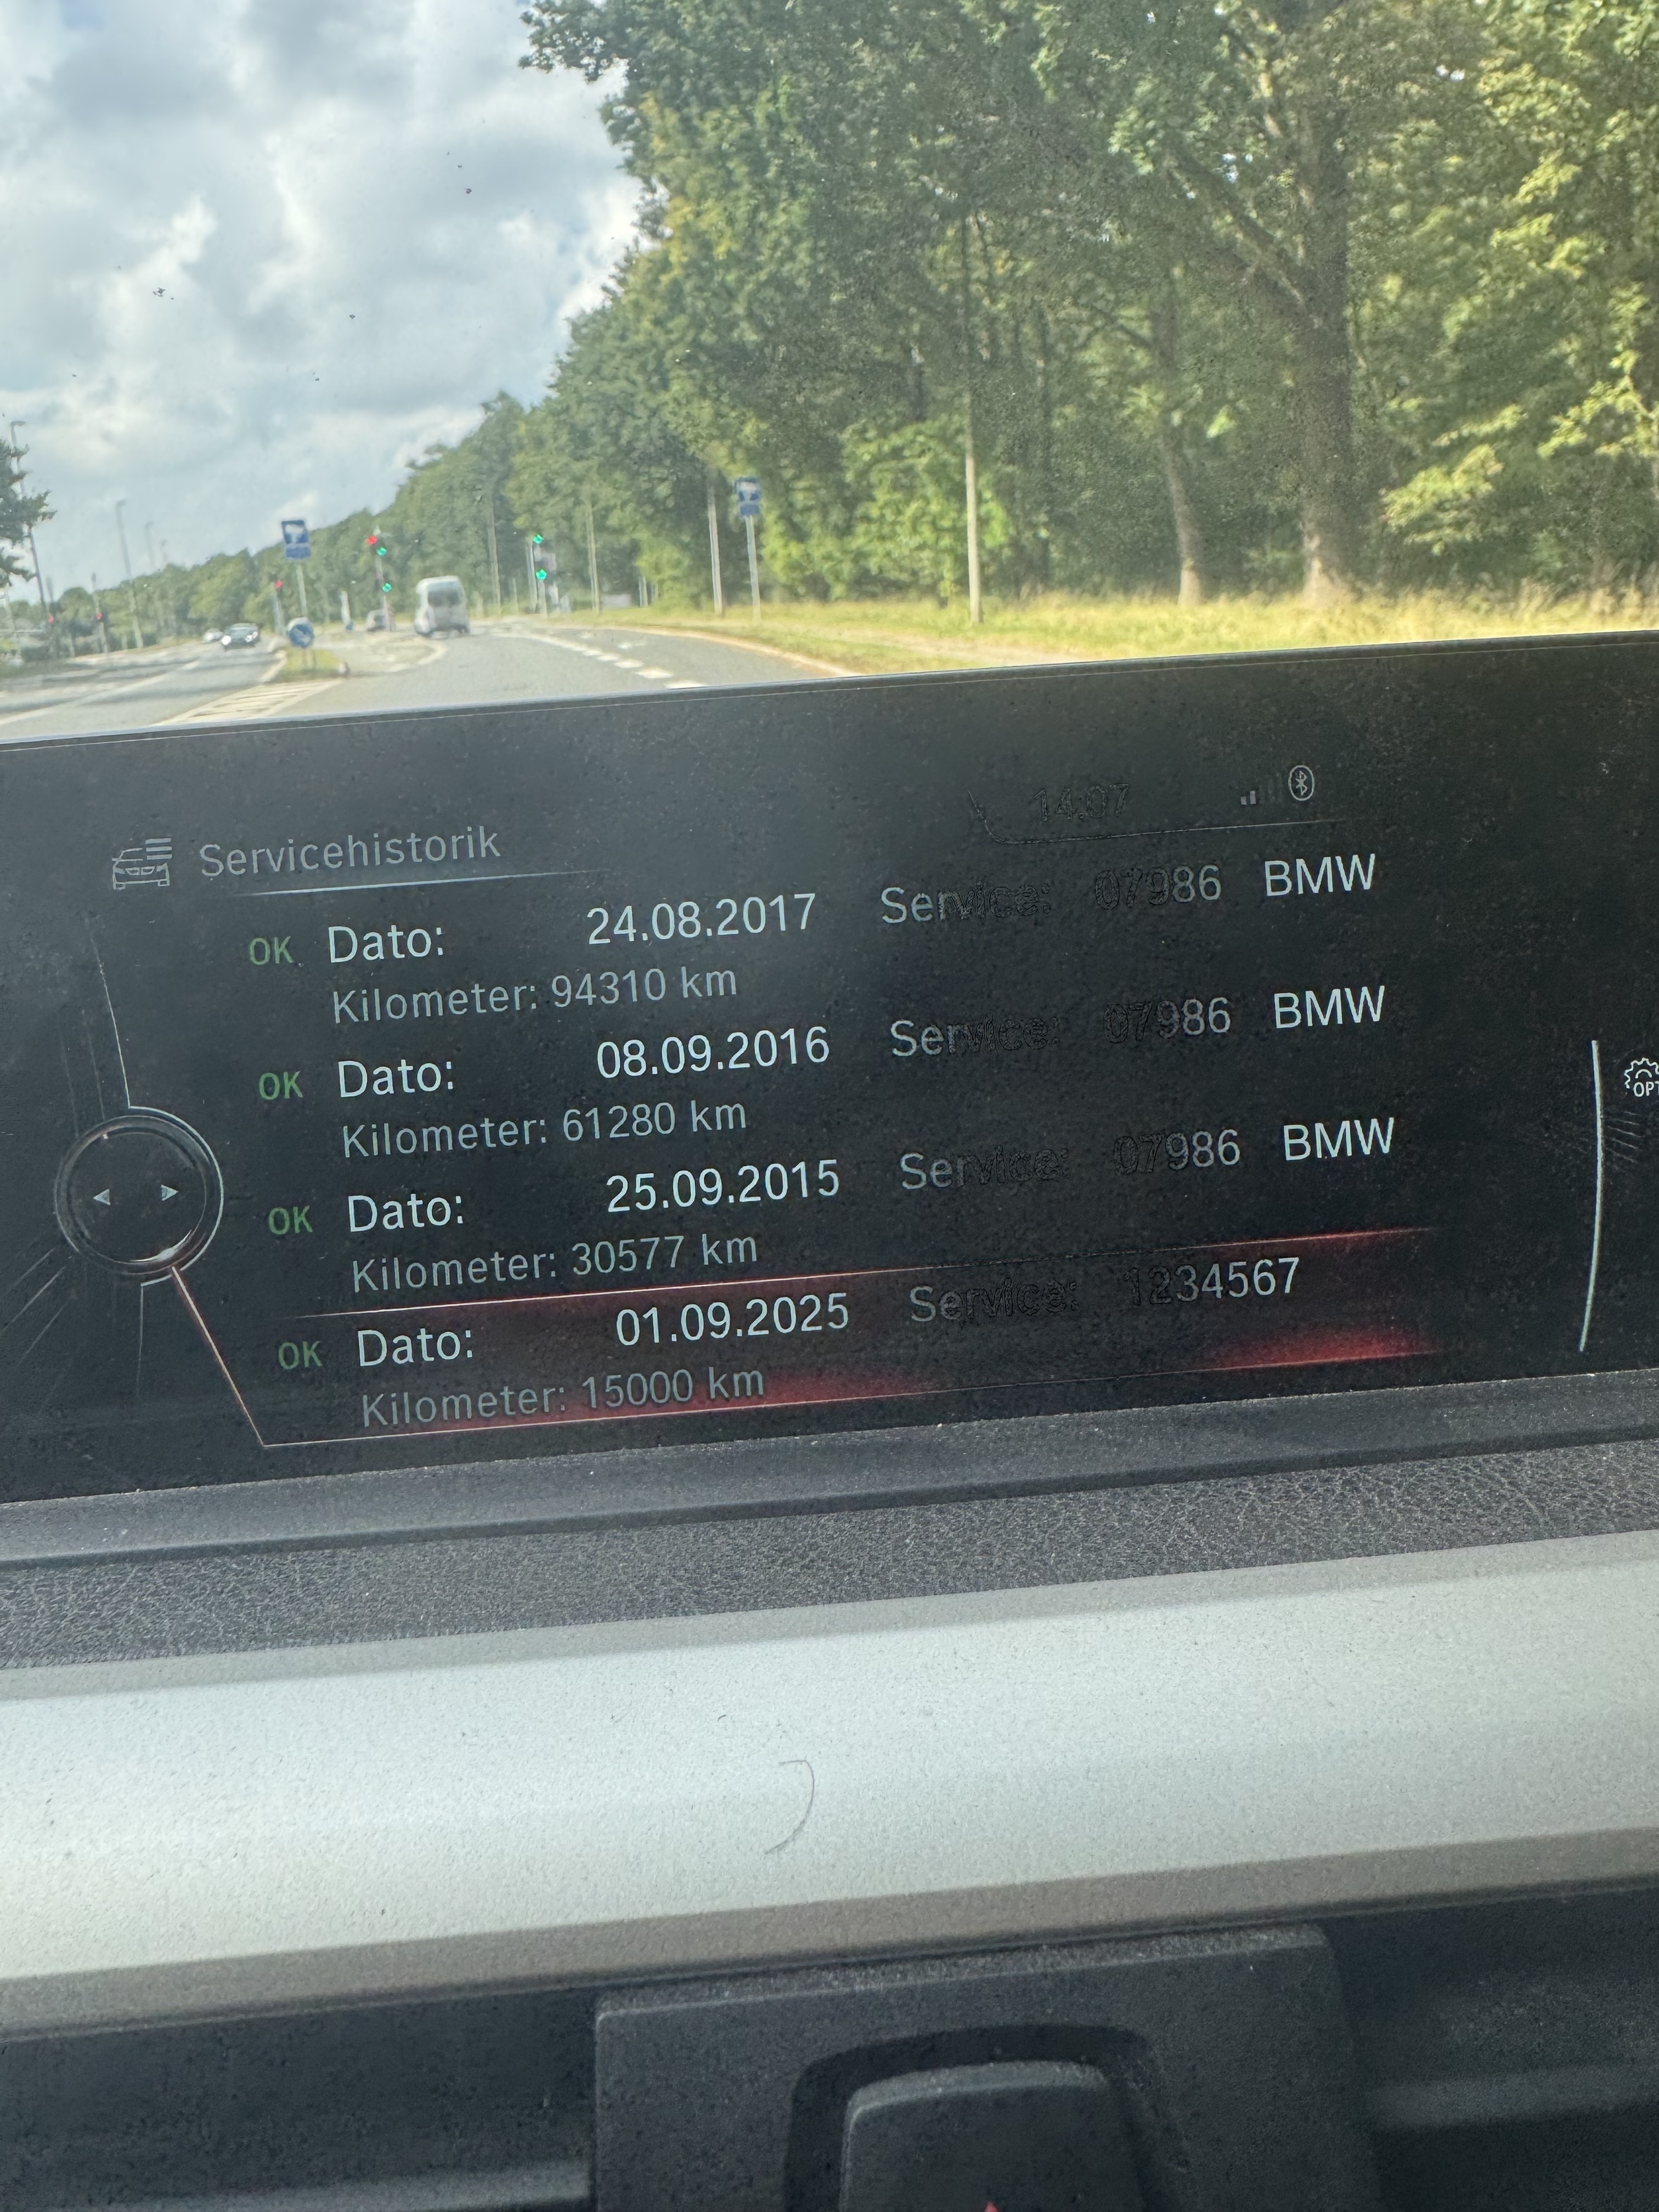 14:07
Servicehistorik
OK Dato: 24.08.2017 Service: 07986 BMW
Kilometer: 94310 km
OK Dato: 08.09.2016 Service: 07986 BMW
Kilometer: 61280 km
OK Dato: 25.09.2015 Service: 07986 BMW
Kilometer: 30577 km
OK Dato: 01.09.2025 Service: 1234567
Kilometer: 15000 km
OPT